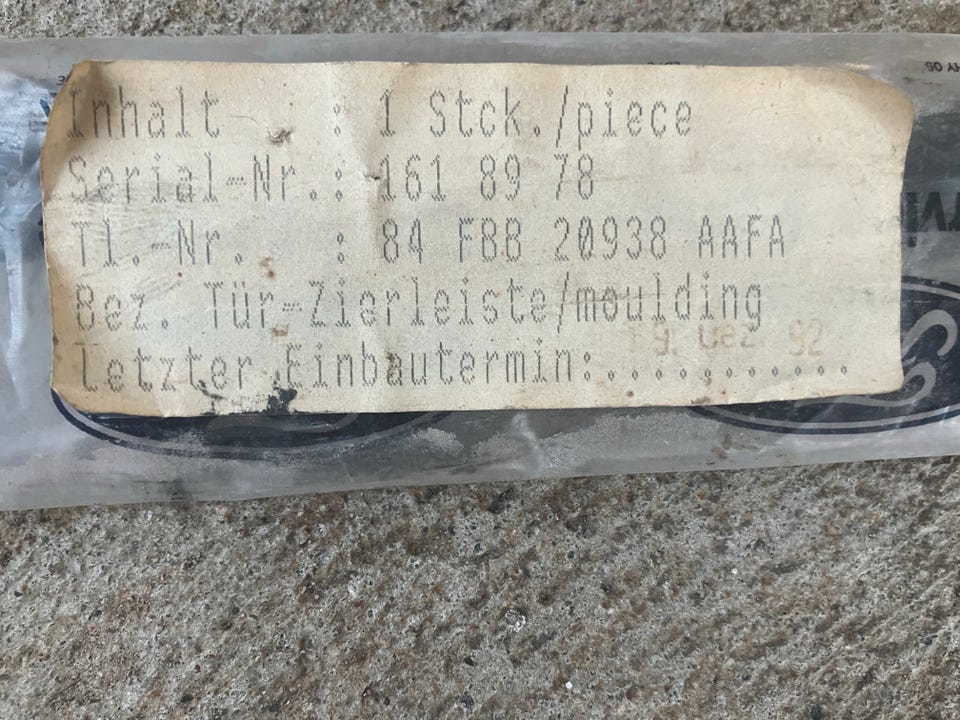 Inhalt : 1 Stck./piece
Serial-Nr.: 161 89 78
Tl.-Nr. : 84 FBB 20938 AAFA
Bez. Tür-Zierleiste/moulding
letzter Einbautermin:............
9. Dez. 92